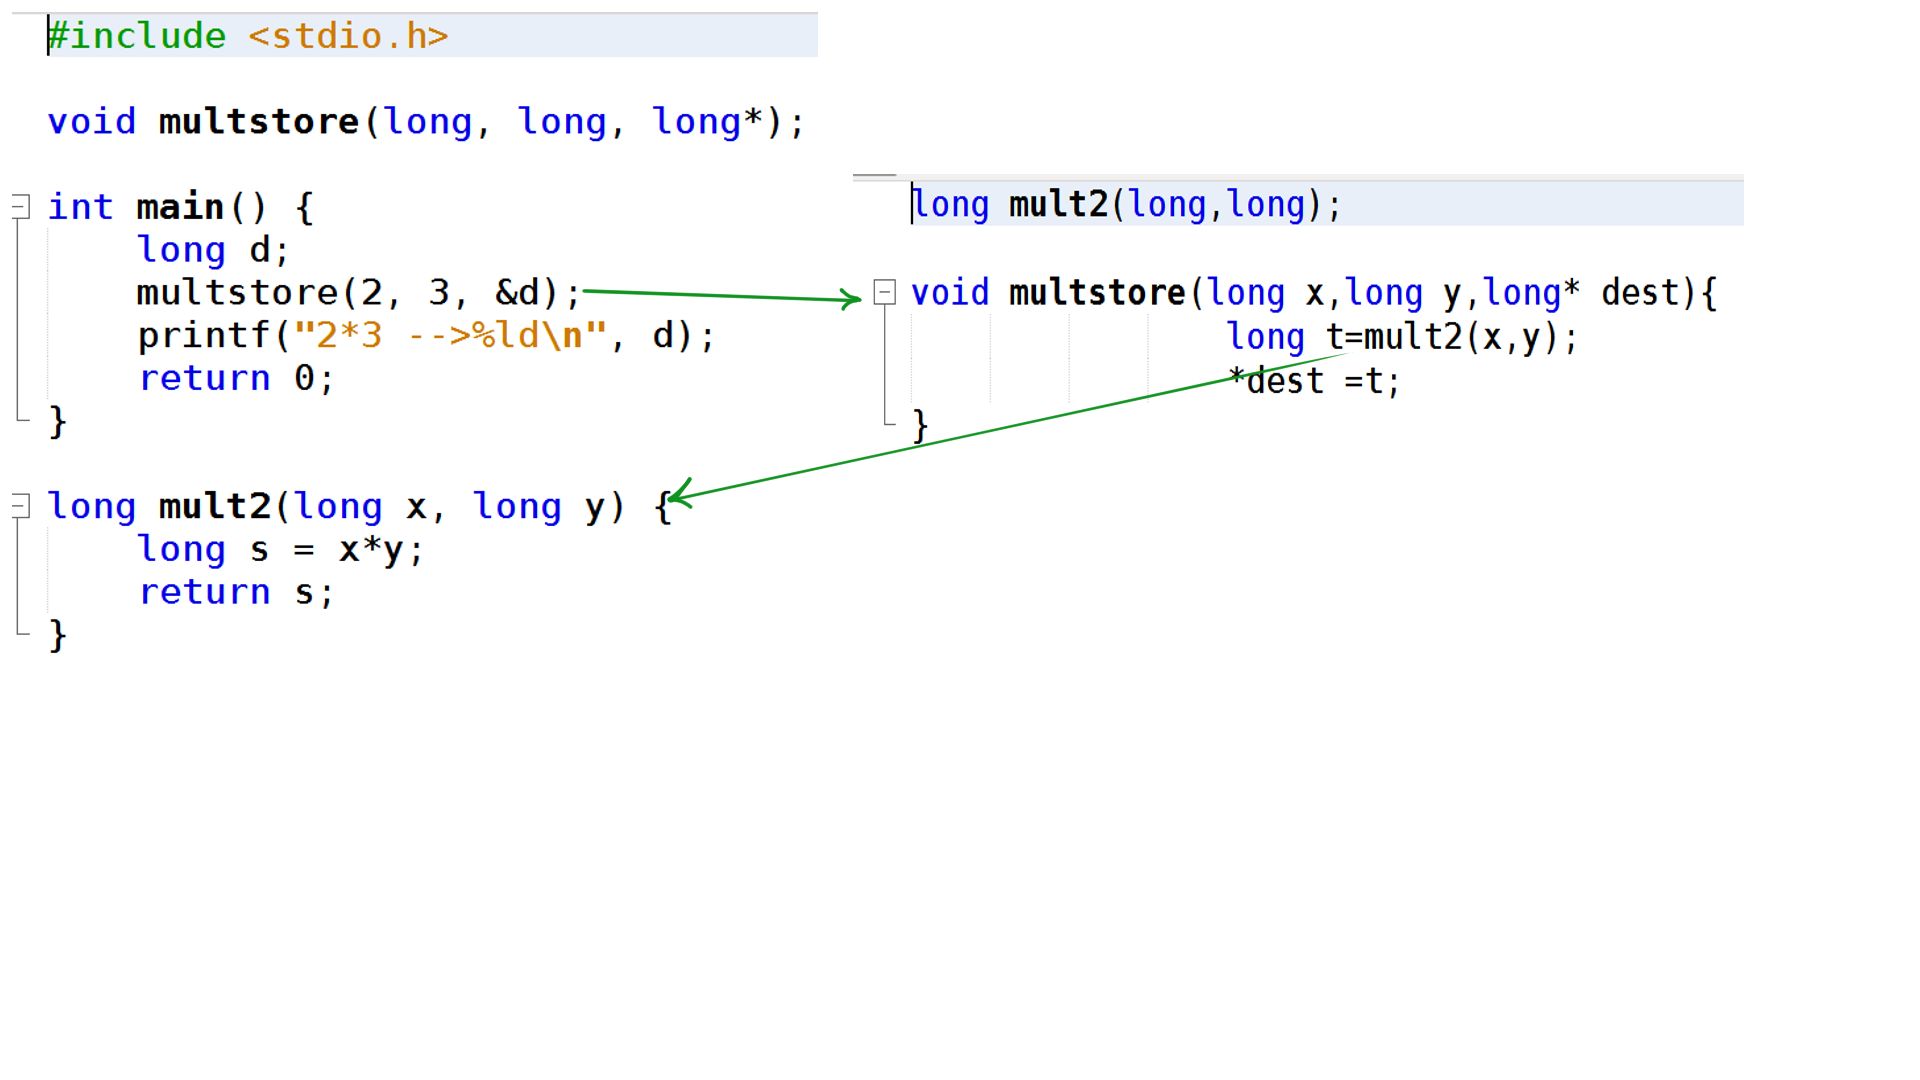 #include <stdio.h>
void multstore(long, long, long*);
int main() {
long d;
multstore(2, 3, &d);
printf("2*3 -->%ld\n", d);
return 0;
}
long mult2(long x, long y) {
long s = x*y;
return s;
}
long mult2(long,long);
void multstore(long x,long y,long* dest){
long t=mult2(x,y);
*dest =t;
}